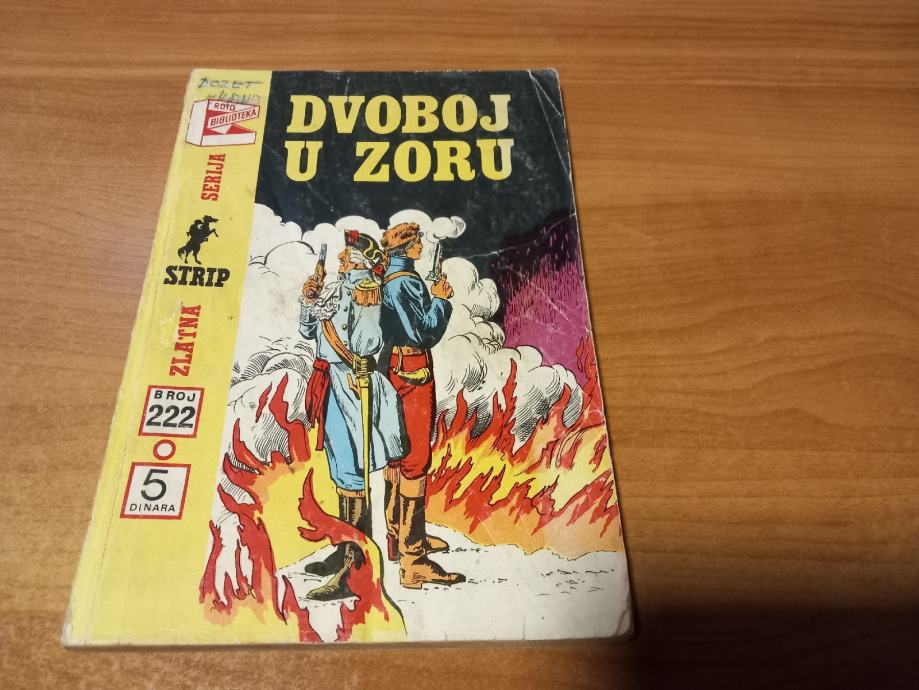 DVOBOJ
U ZORU
ROTO
BIBLIOTEKA
ZLATNA
STRIP
SERIJA
BROJ
222
5
DINARA